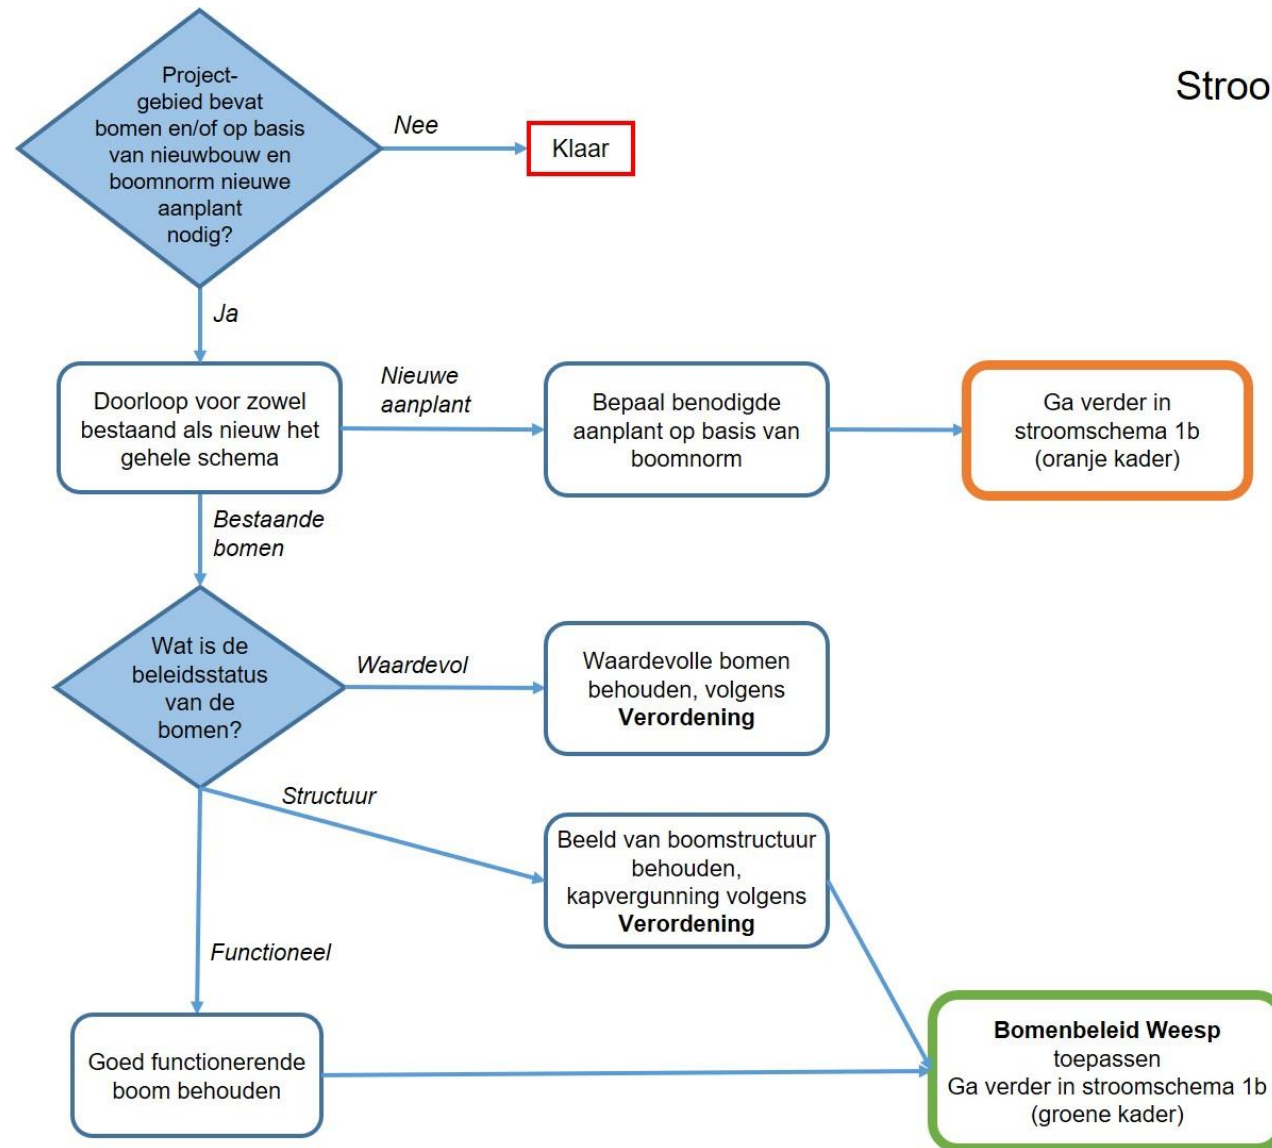 Stroo
Project-
gebied bevat
bomen en/of op basis
van nieuwbouw en
boomnorm nieuwe
aanplant
nodig?
Nee
Klaar
Ja
Doorloop voor zowel
bestaand als nieuw het
gehele schema
Nieuwe
aanplant
Bepaal benodigde
aanplant op basis van
boomnorm
Ga verder in
stroomschema 1b
(oranje kader)
Bestaande
bomen
Wat is de
beleidsstatus
van de
bomen?
Waardevol
Waardevolle bomen
behouden, volgens
Verordening
Structuur
Beeld van boomstructuur
behouden,
kapvergunning volgens
Verordening
Functioneel
Goed functionerende
boom behouden
Bomenbeleid Weesp
toepassen
Ga verder in stroomschema 1b
(groene kader)